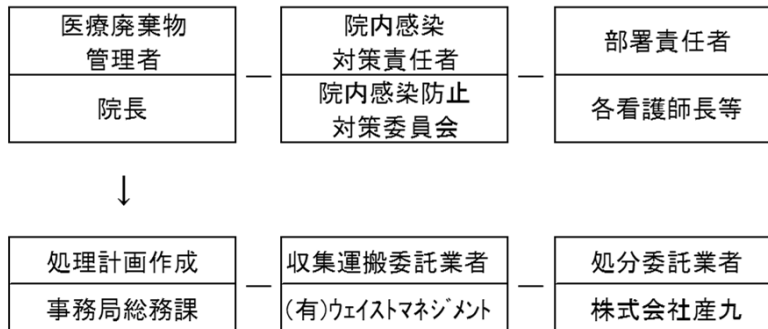 医療廃棄物
管理者
院長
院内感染
対策責任者
院内感染防止
対策委員会
部署責任者
各看護師長等
↓
処理計画作成
事務局総務課
収集運搬委託業者
(有)ウェイストマネジメント
処分委託業者
株式会社産九